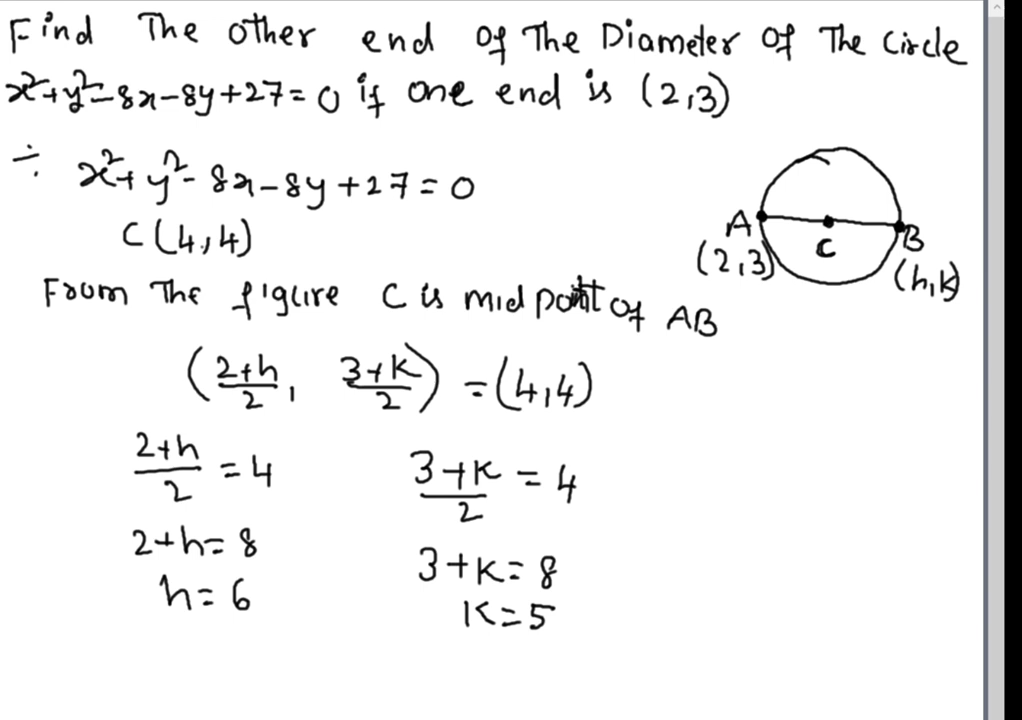 Find The other end of The Diameter of The Circle
x²+y²-8x-8y+27=0 if one end is (2,3)
÷ x²+y²-8x-8y+27=0
C(4,4)
A
B
C
(2,3)
(h,k)
From The figure C is mid point of AB
(2+h/2, 3+k/2) = (4,4)
2+h/2 = 4
3+k/2 = 4
2+h=8
3+k=8
h=6
k=5